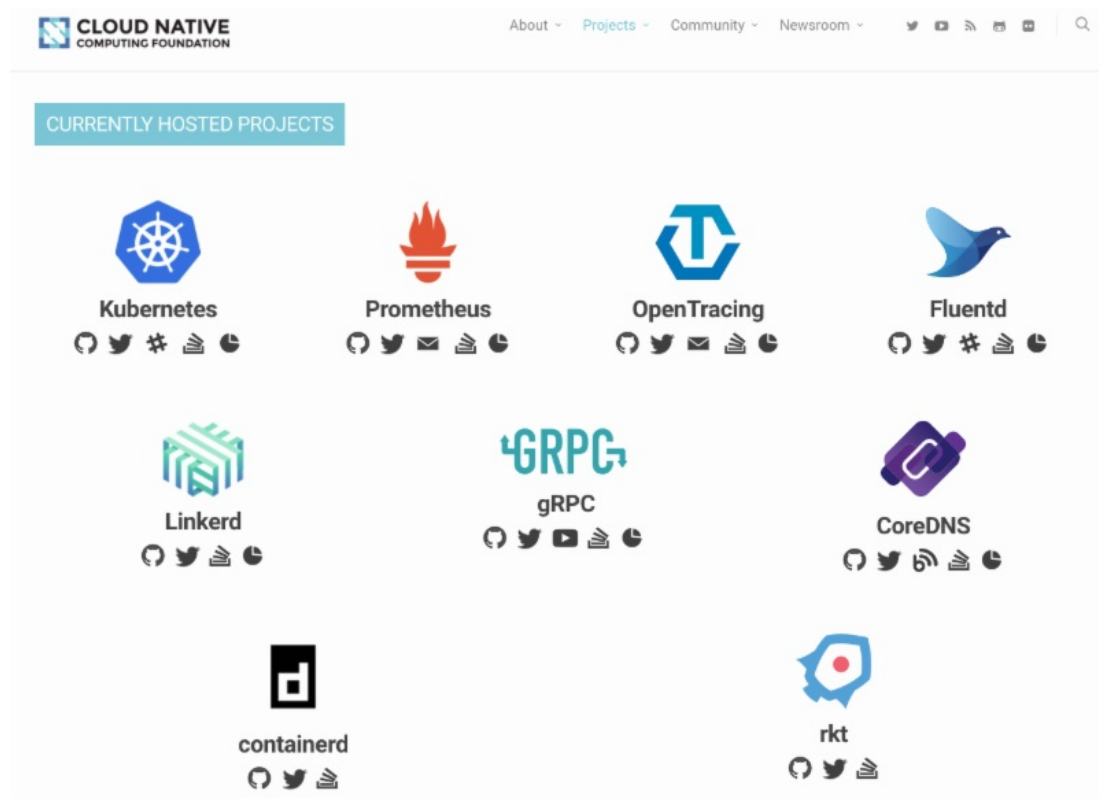 CLOUD NATIVE
COMPUTING FOUNDATION
About Projects Community Newsroom
CURRENTLY HOSTED PROJECTS
Kubernetes Prometheus OpenTracing Fluentd
GRPC
Linkerd gRPC CoreDNS
d
containerd rkt